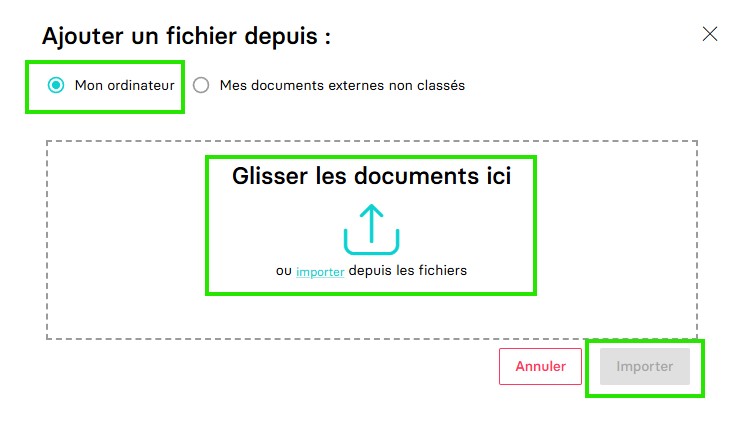 Ajouter un fichier depuis :
Mon ordinateur Mes documents externes non classés
Glisser les documents ici
ou importer depuis les fichiers
Annuler Importer